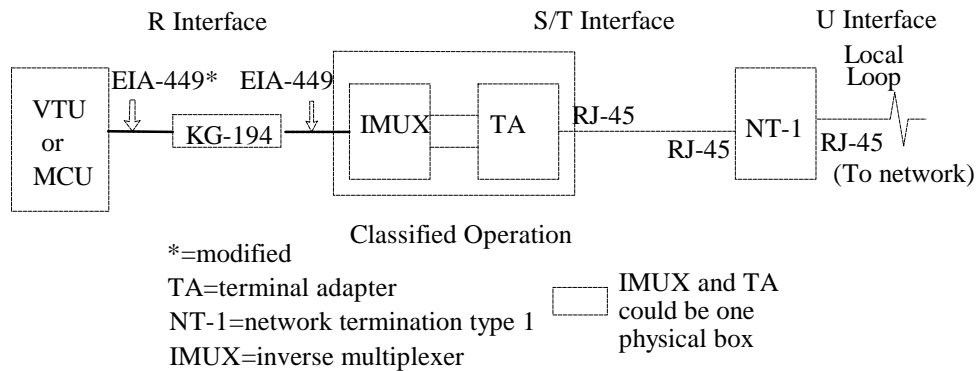 R Interface
S/T Interface
U Interface
EIA-449*
EIA-449
Local
Loop
VTU
or
MCU
KG-194
IMUX
TA
RJ-45
RJ-45
NT-1
RJ-45
(To network)
Classified Operation
*=modified
TA=terminal adapter
NT-1=network termination type 1
IMUX=inverse multiplexer
IMUX and TA
could be one
physical box